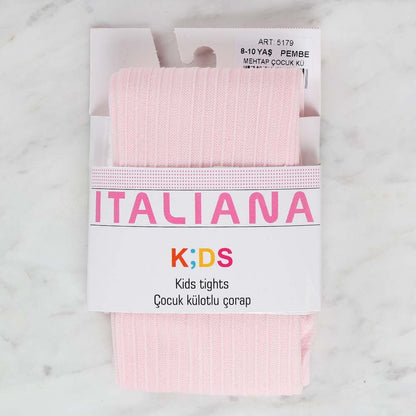 ART: 5179
8-10 YAŞ PEMBE
MEHTAP ÇOCUK KÜ
ITALIANA
K;DS
Kids tights
Çocuk külotlu çorap